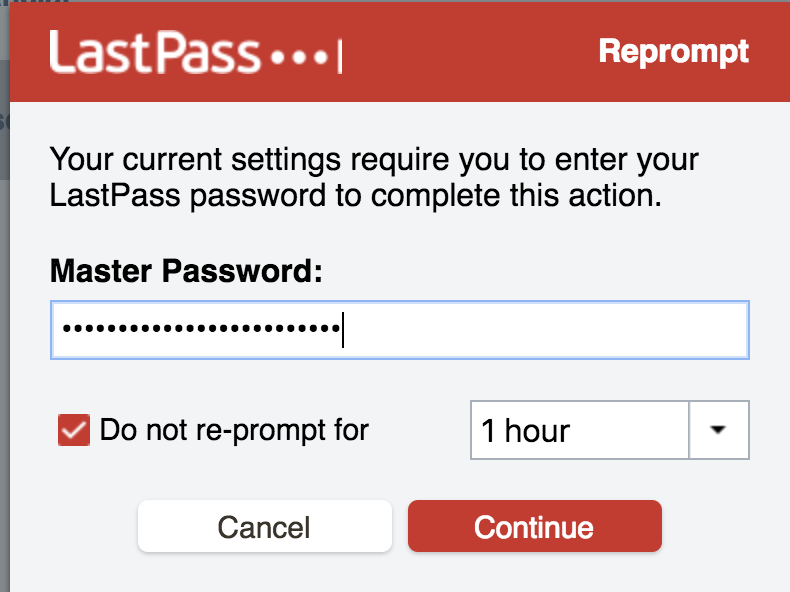 LastPass •••|
Reprompt
Your current settings require you to enter your
LastPass password to complete this action.
Master Password:
•••••••••••••••••••••••••
Do not re-prompt for
1 hour
Cancel
Continue